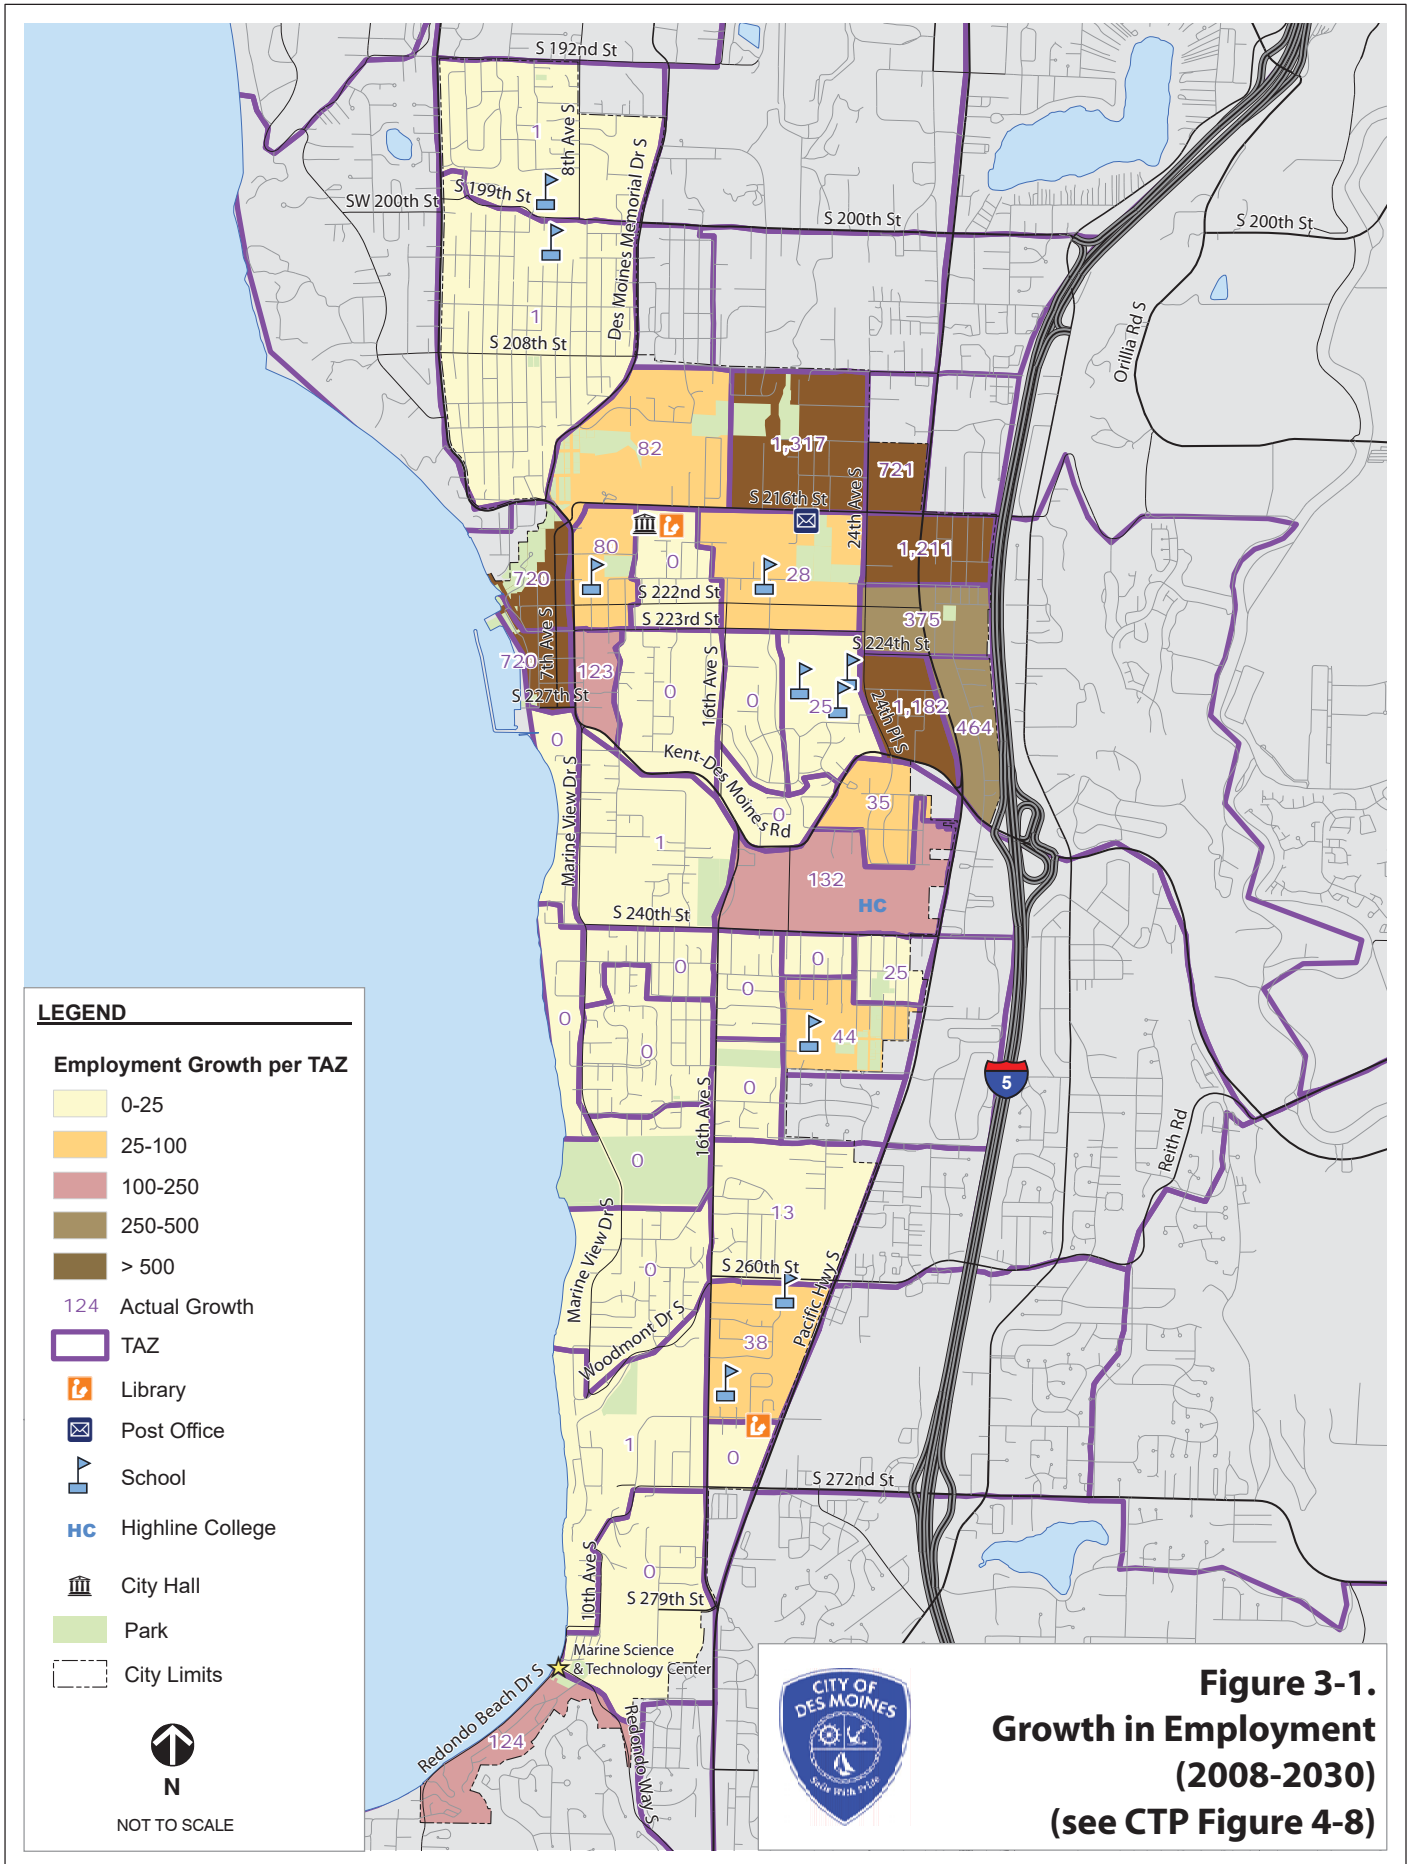 S 192nd St
1
8th Ave S
Des Moines Memorial Dr S
S 199th St
SW 200th St
S 200th St
S 200th St
1
S 208th St
Orillia Rd S
82
1,317
721
S 216th St
24th Ave S
80
0
28
1,211
720
S 222nd St
375
7th Ave S
S 223rd St
S 224th St
720
123
0
16th Ave S
0
25
24th Pl S
1,182
464
S 227th St
0
Kent-Des Moines Rd
Marine View Dr S
35
0
1
132
HC
S 240th St
0
0
0
25
0
0
44
0
5
16th Ave S
0
Reith Rd
13
Marine View Dr S
0
S 260th St
Pacific Hwy S
Woodmont Dr S
38
1
0
S 272nd St
10th Ave S
0
S 279th St
Marine Science
& Technology Center
Redondo Beach Dr S
124
Redondo Way S
LEGEND
Employment Growth per TAZ
0-25
25-100
100-250
250-500
> 500
124 Actual Growth
TAZ
Library
Post Office
School
HC Highline College
City Hall
Park
City Limits
N
NOT TO SCALE
CITY OF
DES MOINES
Sails With Pride
Figure 3-1.
Growth in Employment
(2008-2030)
(see CTP Figure 4-8)